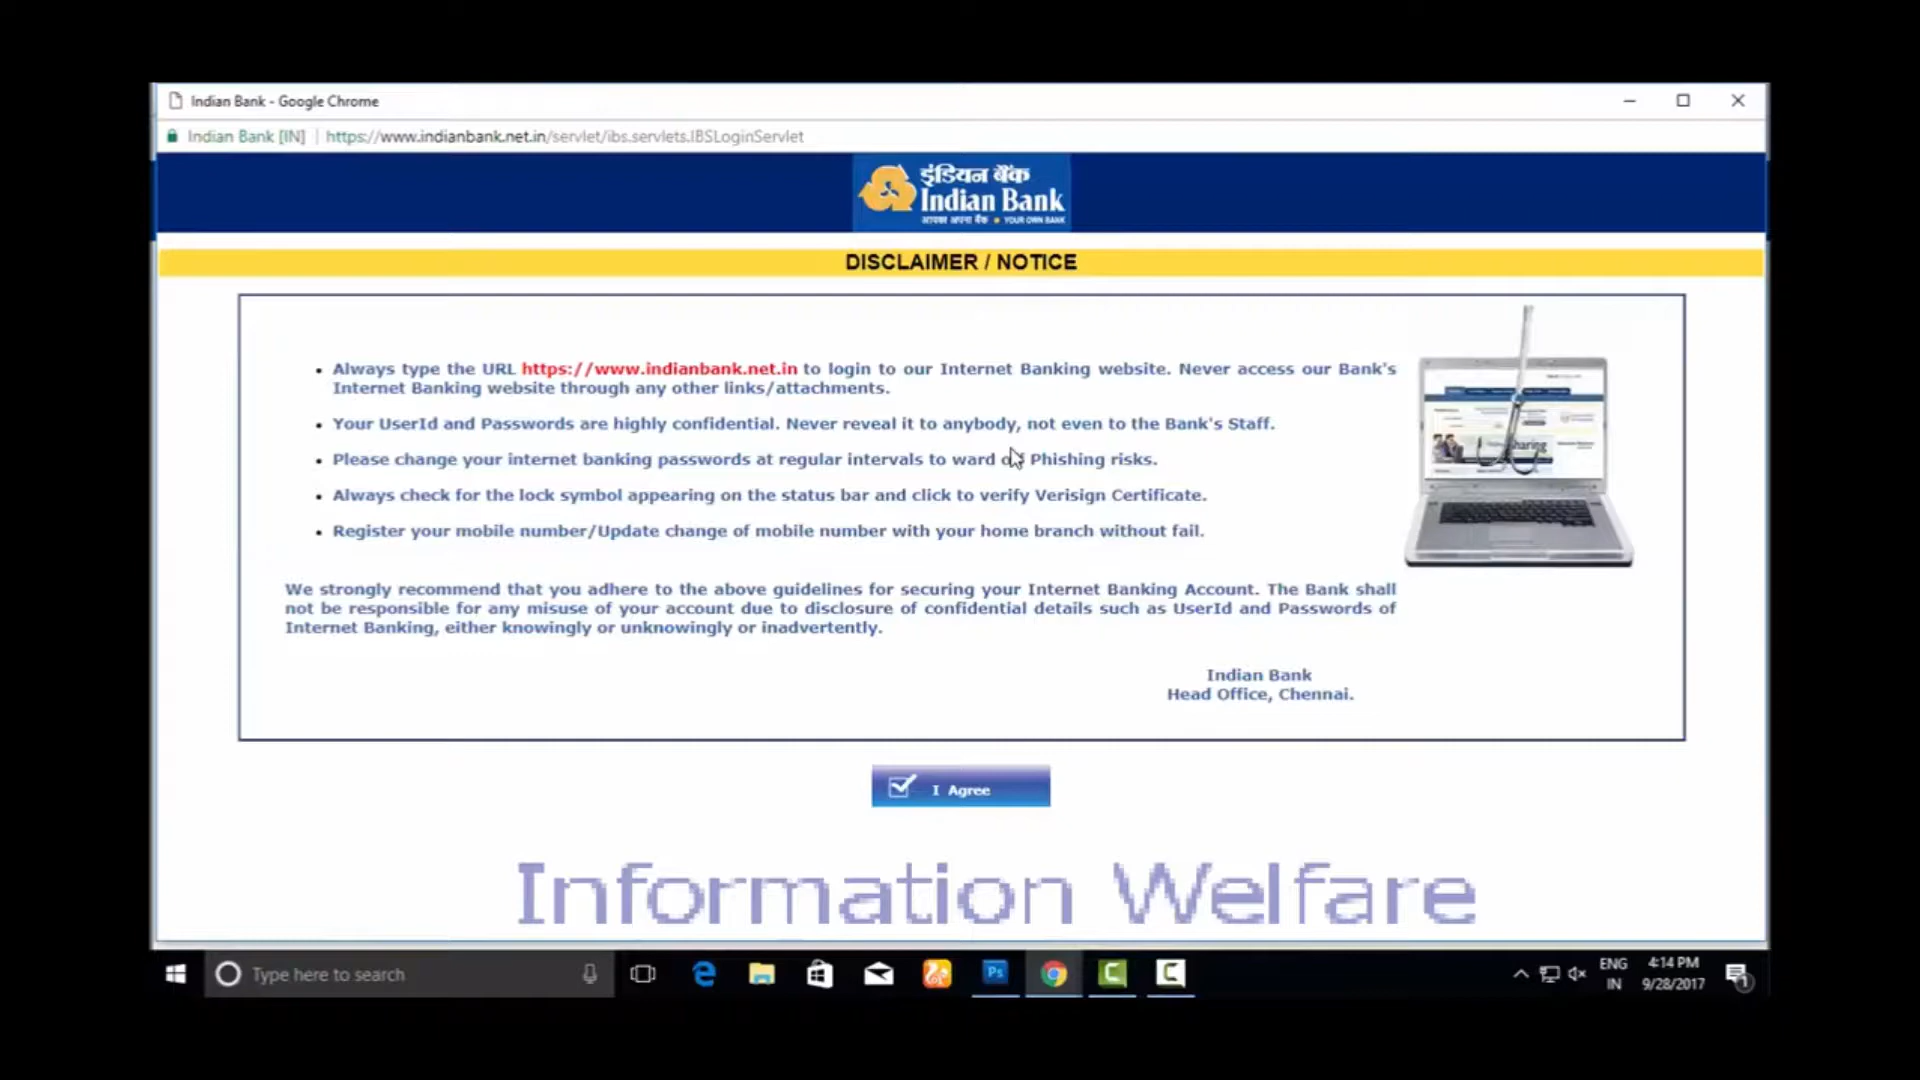 Indian Bank - Google Chrome
Indian Bank [IN] | https://www.indianbank.net.in/servlet/ibs.servlets.IBSLoginServlet
इंडियन बैंक
Indian Bank
आपका अपना बैंक YOUR OWN BANK
DISCLAIMER / NOTICE
Always type the URL https://www.indianbank.net.in to login to our Internet Banking website. Never access our Bank's
Internet Banking website through any other links/attachments.
Your UserId and Passwords are highly confidential. Never reveal it to anybody, not even to the Bank's Staff.
Please change your internet banking passwords at regular intervals to ward off Phishing risks.
Always check for the lock symbol appearing on the status bar and click to verify Verisign Certificate.
Register your mobile number/Update change of mobile number with your home branch without fail.
We strongly recommend that you adhere to the above guidelines for securing your Internet Banking Account. The Bank shall
not be responsible for any misuse of your account due to disclosure of confidential details such as UserId and Passwords of
Internet Banking, either knowingly or unknowingly or inadvertently.
Indian Bank
Head Office, Chennai.
I Agree
Information Welfare
Type here to search
Ps
ENG
IN
4:14 PM
9/28/2017
1